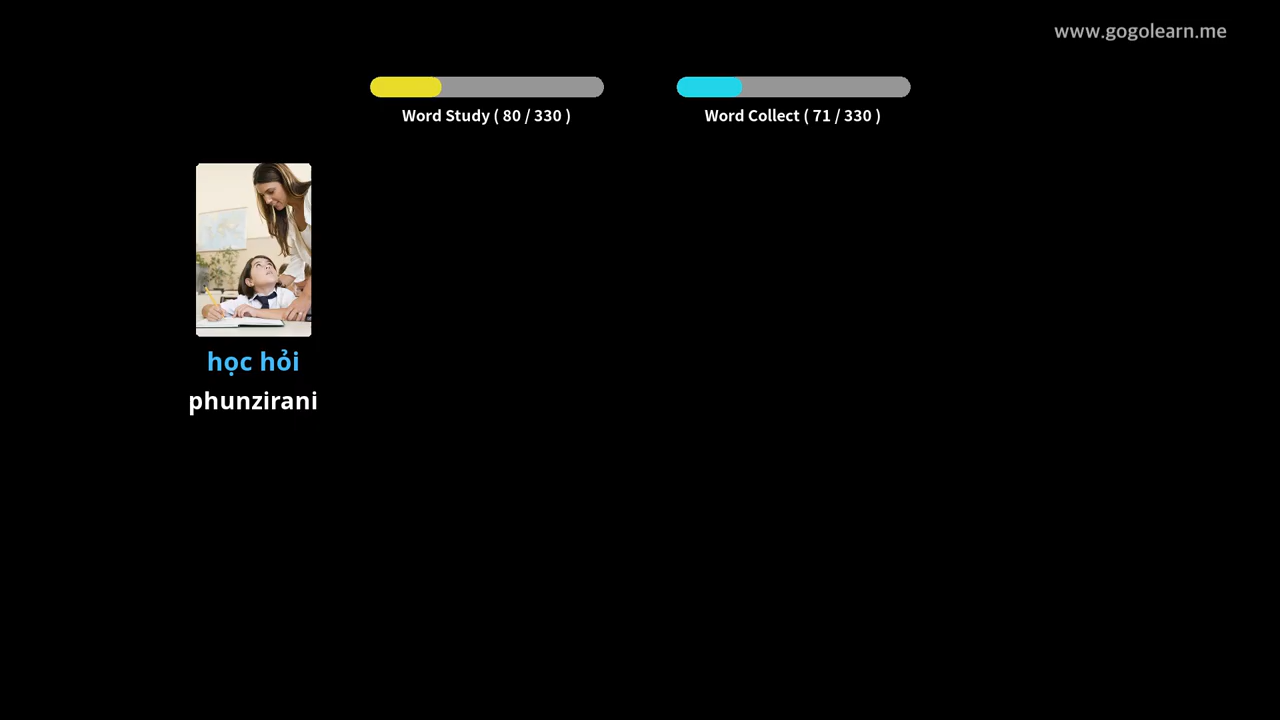 www.gogolearn.me
Word Study ( 80 / 330 )
Word Collect ( 71 / 330 )
học hỏi
phunzirani